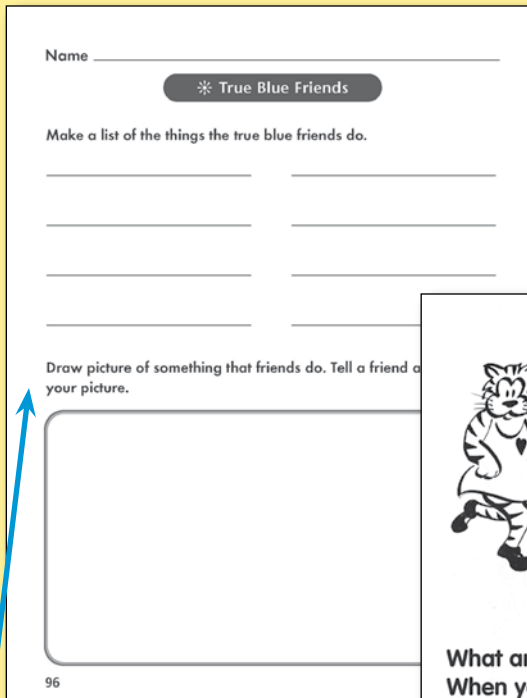 Name
True Blue Friends
Make a list of the things the true blue friends do.
Draw picture of something that friends do. Tell a friend a
your picture.
96
What ar
When yo